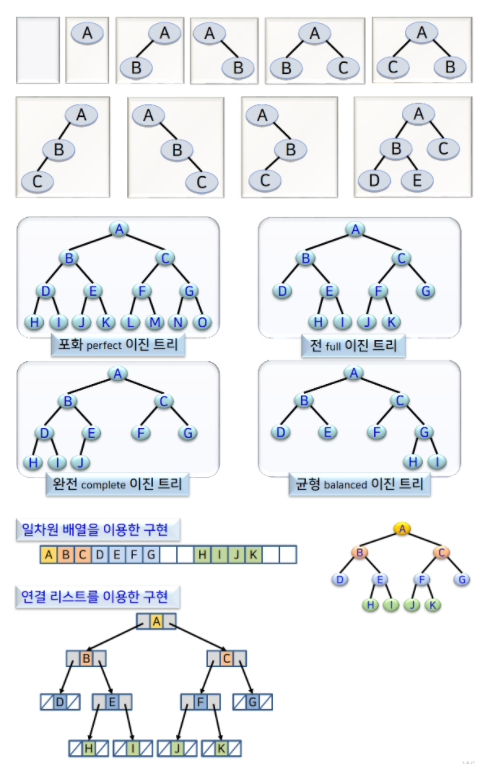 A
A
B
A
B
A
B C
A
C B
A
B
C
A
B
C
A
B
C
A
B C
D E
A
B C
D E F G
H I J K L M N O
포화 perfect 이진 트리
A
B C
D E F G
H I J K
전 full 이진 트리
A
B C
D E F G
H I J
완전 complete 이진 트리
A
B C
D E F G
H I
균형 balanced 이진 트리
일차원 배열을 이용한 구현
A B C D E F G H I J K
A
B C
D E F G
H I J K
연결 리스트를 이용한 구현
A
B C
D E F G
H I J K